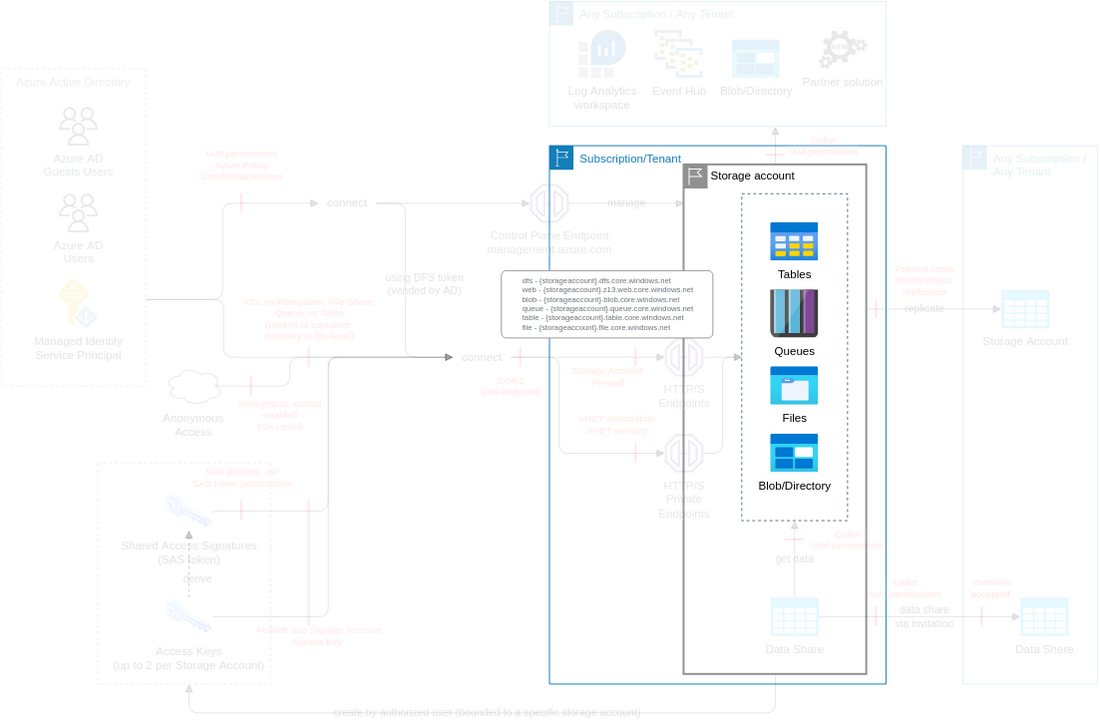 Any Subscription / Any Tenant
Log Analytics
workspace
Event Hub
Blob/Directory
Partner solution
Azure Active Directory
Azure AD
Guests Users
Azure AD
Users
Managed Identity
Service Principal
IAM permissions
Azure Policy
Conditional Access
connect
using DFS token
(vended by AD)
ACL on Filesystem, File Share,
Queue, or Table
(restrict at container,
directory or file-level)
Anonymous
Access
Anonymous access
enabled
(SA Level)
Caller
IAM permissions
Subscription/Tenant
Storage account
Control Plane Endpoint
management.azure.com
manage
dfs - {storageaccount}.dfs.core.windows.net
web - {storageaccount}.z13.web.core.windows.net
blob - {storageaccount}.blob.core.windows.net
queue - {storageaccount}.queue.core.windows.net
table - {storageaccount}.table.core.windows.net
file - {storageaccount}.file.core.windows.net
connect
CORS
(per endpoint)
Storage Account
Firewall
HTTP/S
Endpoints
VNET association
VNET security
HTTP/S
Private
Endpoints
Tables
Queues
Files
Blob/Directory
Any Subscription /
Any Tenant
Prevent cross
tenant object
replication
replicate
Storage Account
SAS policies, exp
SAS token permissions
Shared Access Signatures
(SAS token)
derive
Access Keys
(up to 2 per Storage Account)
use Storage Account
Access Key
Caller
IAM permissions
get data
Data Share
Caller
IAM permissions
data share
via invitation
Invitation
accepted
Data Share
create by authorized user (bounded to a specific storage account)